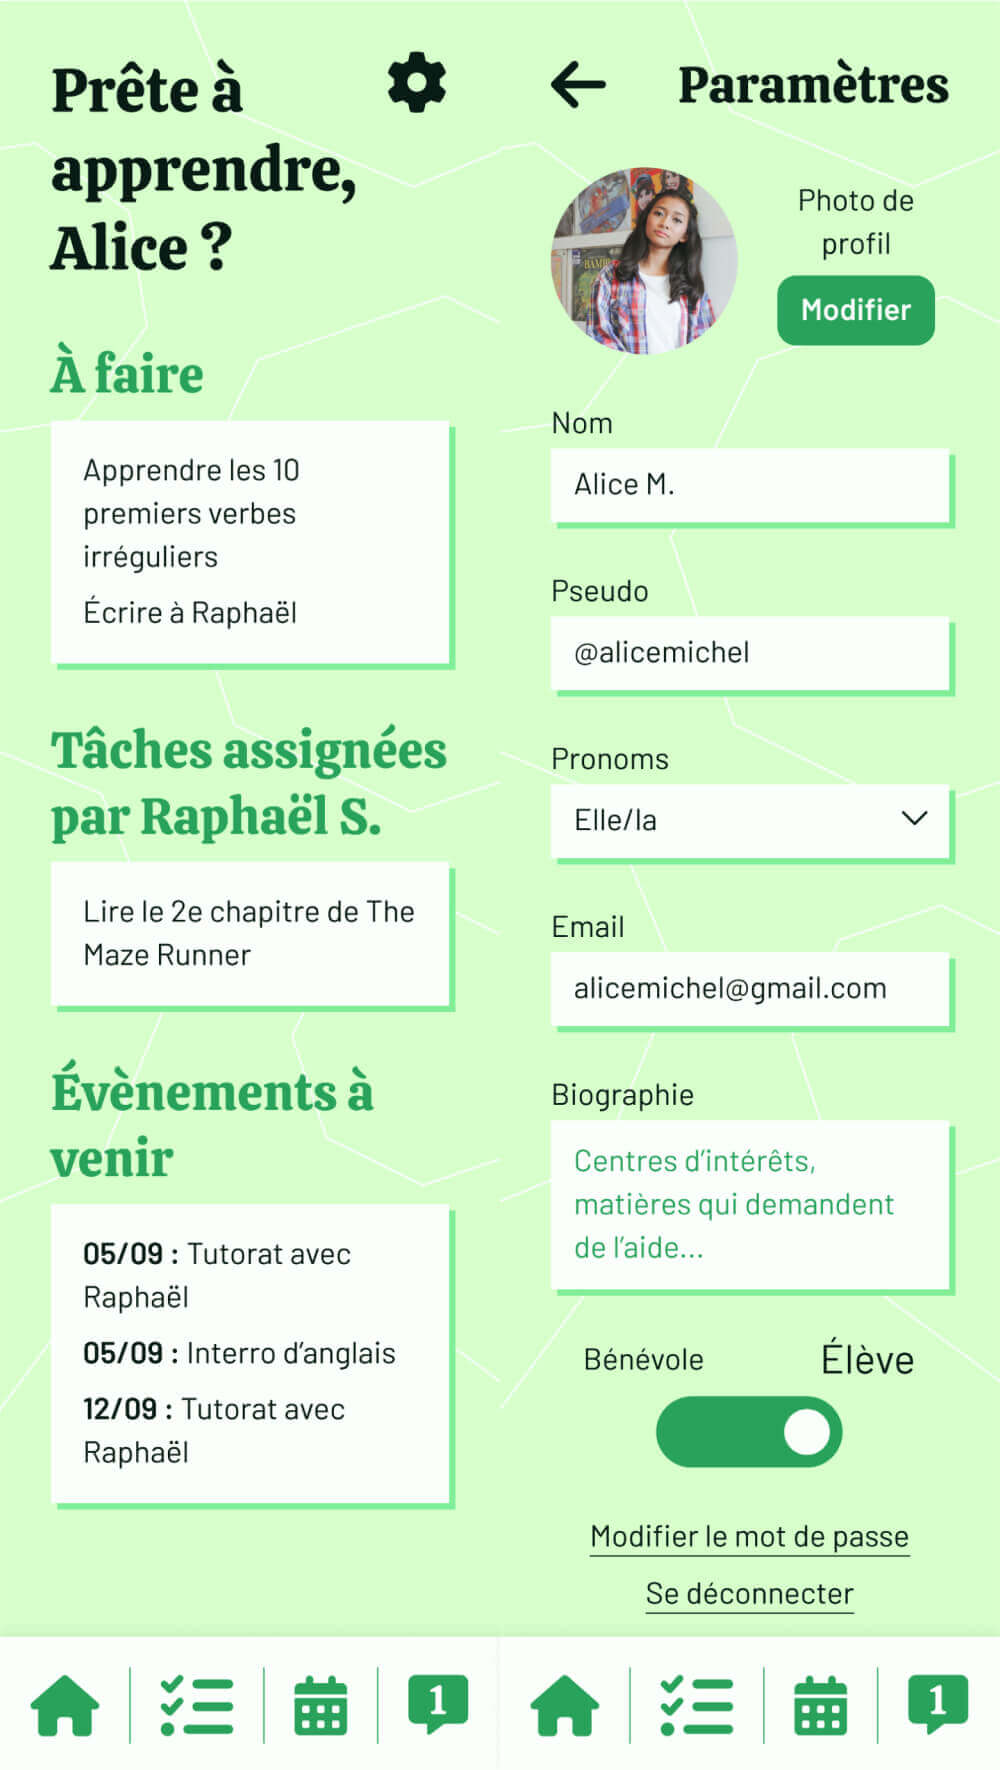 Prête à
apprendre,
Alice ?
À faire
Apprendre les 10
premiers verbes
irréguliers
Écrire à Raphaël
Tâches assignées
par Raphaël S.
Lire le 2e chapitre de The
Maze Runner
Évènements à
venir
05/09 : Tutorat avec
Raphaël
05/09 : Interro d’anglais
12/09 : Tutorat avec
Raphaël
1
Paramètres
Photo de
profil
Modifier
Nom
Alice M.
Pseudo
@alicemichel
Pronoms
Elle/la
Email
alicemichel@gmail.com
Biographie
Centres d’intérêts,
matières qui demandent
de l’aide...
Bénévole
Élève
Modifier le mot de passe
Se déconnecter
1